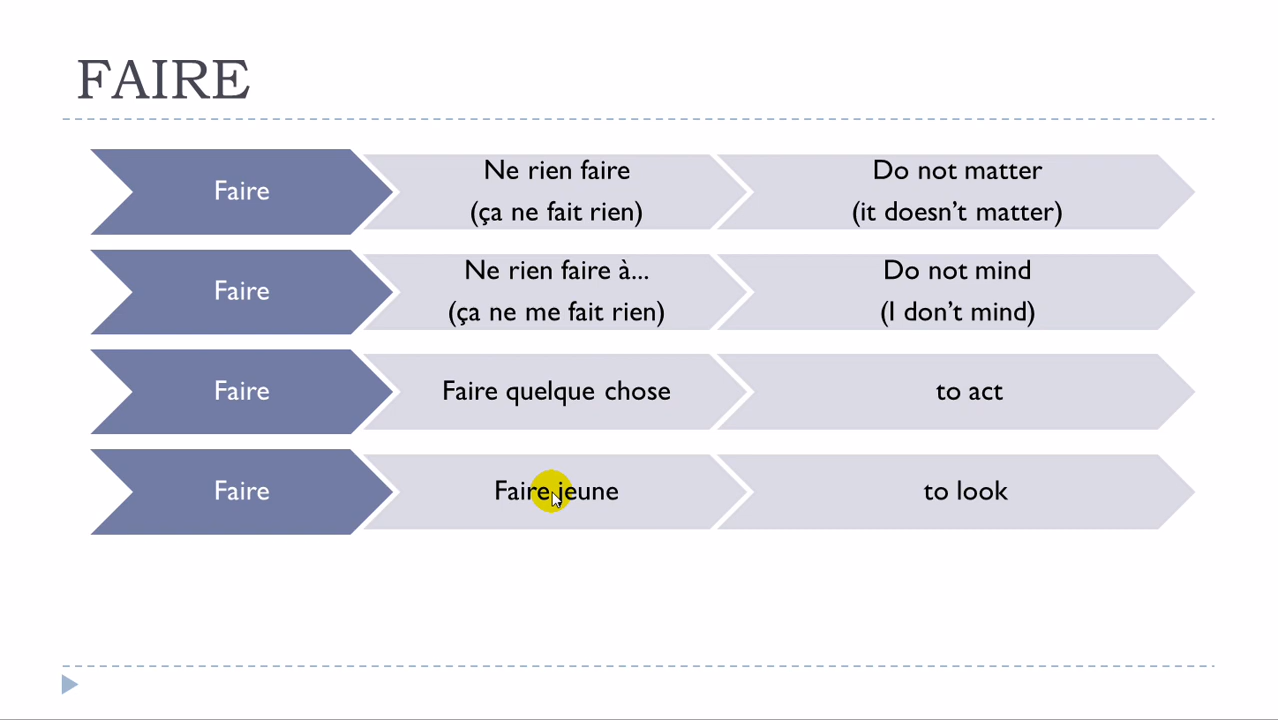 FAIRE
Faire
Ne rien faire
(ça ne fait rien)
Do not matter
(it doesn’t matter)
Faire
Ne rien faire à...
(ça ne me fait rien)
Do not mind
(I don’t mind)
Faire
Faire quelque chose
to act
Faire
Faire jeune
to look